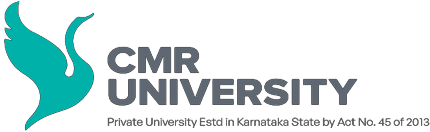 CMR
UNIVERSITY
Private University Estd in Karnataka State by Act No. 45 of 2013